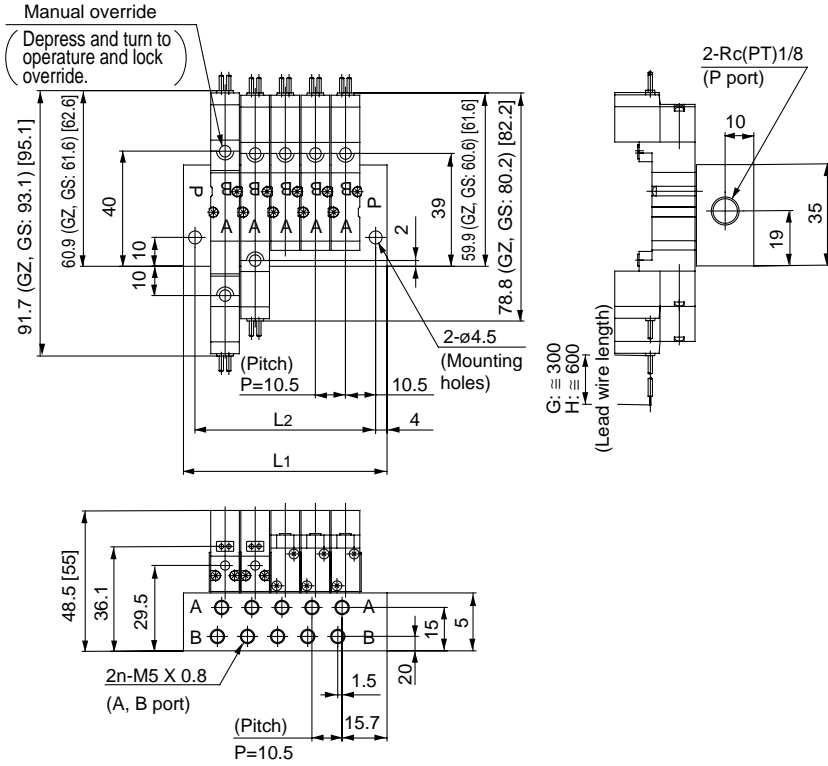 Manual override
(Depress and turn to
operature and lock
override.)
91.7 (GZ, GS: 93.1) [95.1]
60.9 (GZ, GS: 61.6) [62.6]
40
10
10
P
B
B
B
B
B
A
A
A
A
A
P
2
39
59.9 (GZ, GS: 60.6) [61.6]
78.8 (GZ, GS: 80.2) [82.2]
2-ø4.5
(Mounting
holes)
(Pitch)
P=10.5
10.5
L2
4
L1
2-Rc(PT)1/8
(P port)
10
19
35
G: ≅ 300
H: ≅ 600
(Lead wire length)
48.5 [55]
36.1
29.5
A
A
B
B
15
5
20
2n-M5 X 0.8
(A, B port)
1.5
15.7
(Pitch)
P=10.5